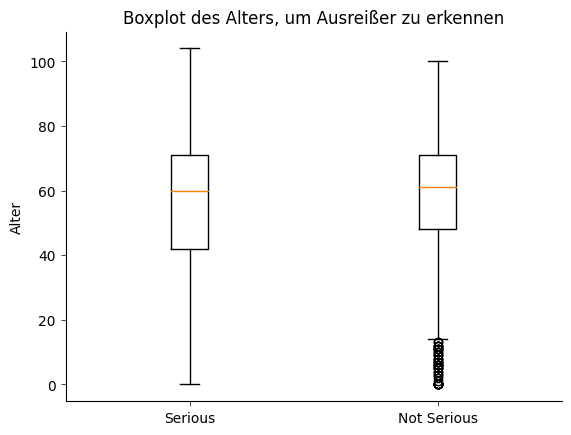 Boxplot des Alters, um Ausreißer zu erkennen
100
80
60
40
20
0
Alter
Serious
Not Serious